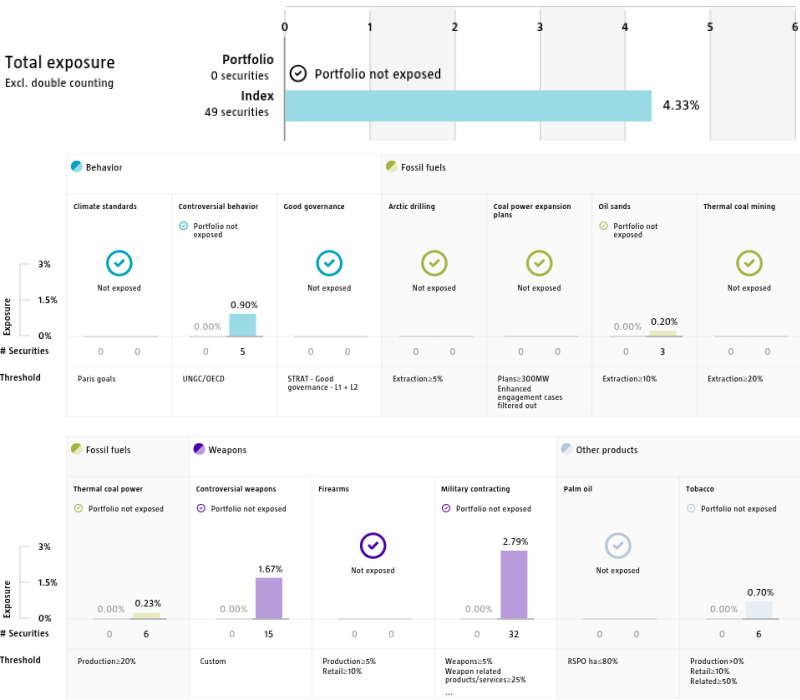 0 1 2 3 4 5 6
Total exposure
Excl. double counting
Portfolio
0 securities
Portfolio not exposed
Index
49 securities
4.33%
Behavior
Fossil fuels
Climate standards
Controversial behavior
Good governance
Arctic drilling
Coal power expansion
plans
Oil sands
Thermal coal mining
Portfolio not
exposed
Portfolio not
exposed
Not exposed
Not exposed
Not exposed
Not exposed
Not exposed
Exposure
3%
1.5%
0%
0.00% 0.90%
0.00% 0.20%
# Securities 0 0 0 5 0 0 0 0 0 0 0 3 0 0
Threshold
Paris goals
UNGC/OECD
STRAT - Good
governance - L1 + L2
Extraction≥5%
Plans≥300MW
Enhanced
engagement cases
filtered out
Extraction≥10%
Extraction≥20%
Fossil fuels
Weapons
Other products
Thermal coal power
Controversial weapons
Firearms
Military contracting
Palm oil
Tobacco
Portfolio not exposed
Portfolio not exposed
Portfolio not exposed
Portfolio not exposed
Not exposed
Not exposed
Exposure
3%
1.5%
0%
0.00% 0.23%
0.00% 1.67%
0.00% 2.79%
0.00% 0.70%
# Securities 0 6 0 15 0 0 0 32 0 0 0 6
Threshold
Production≥20%
Custom
Production≥5%
Retail≥10%
Weapons≥5%
Weapon related
products/services≥25%
...
RSPO ha≤80%
Production>0%
Retail≥10%
Related≥50%